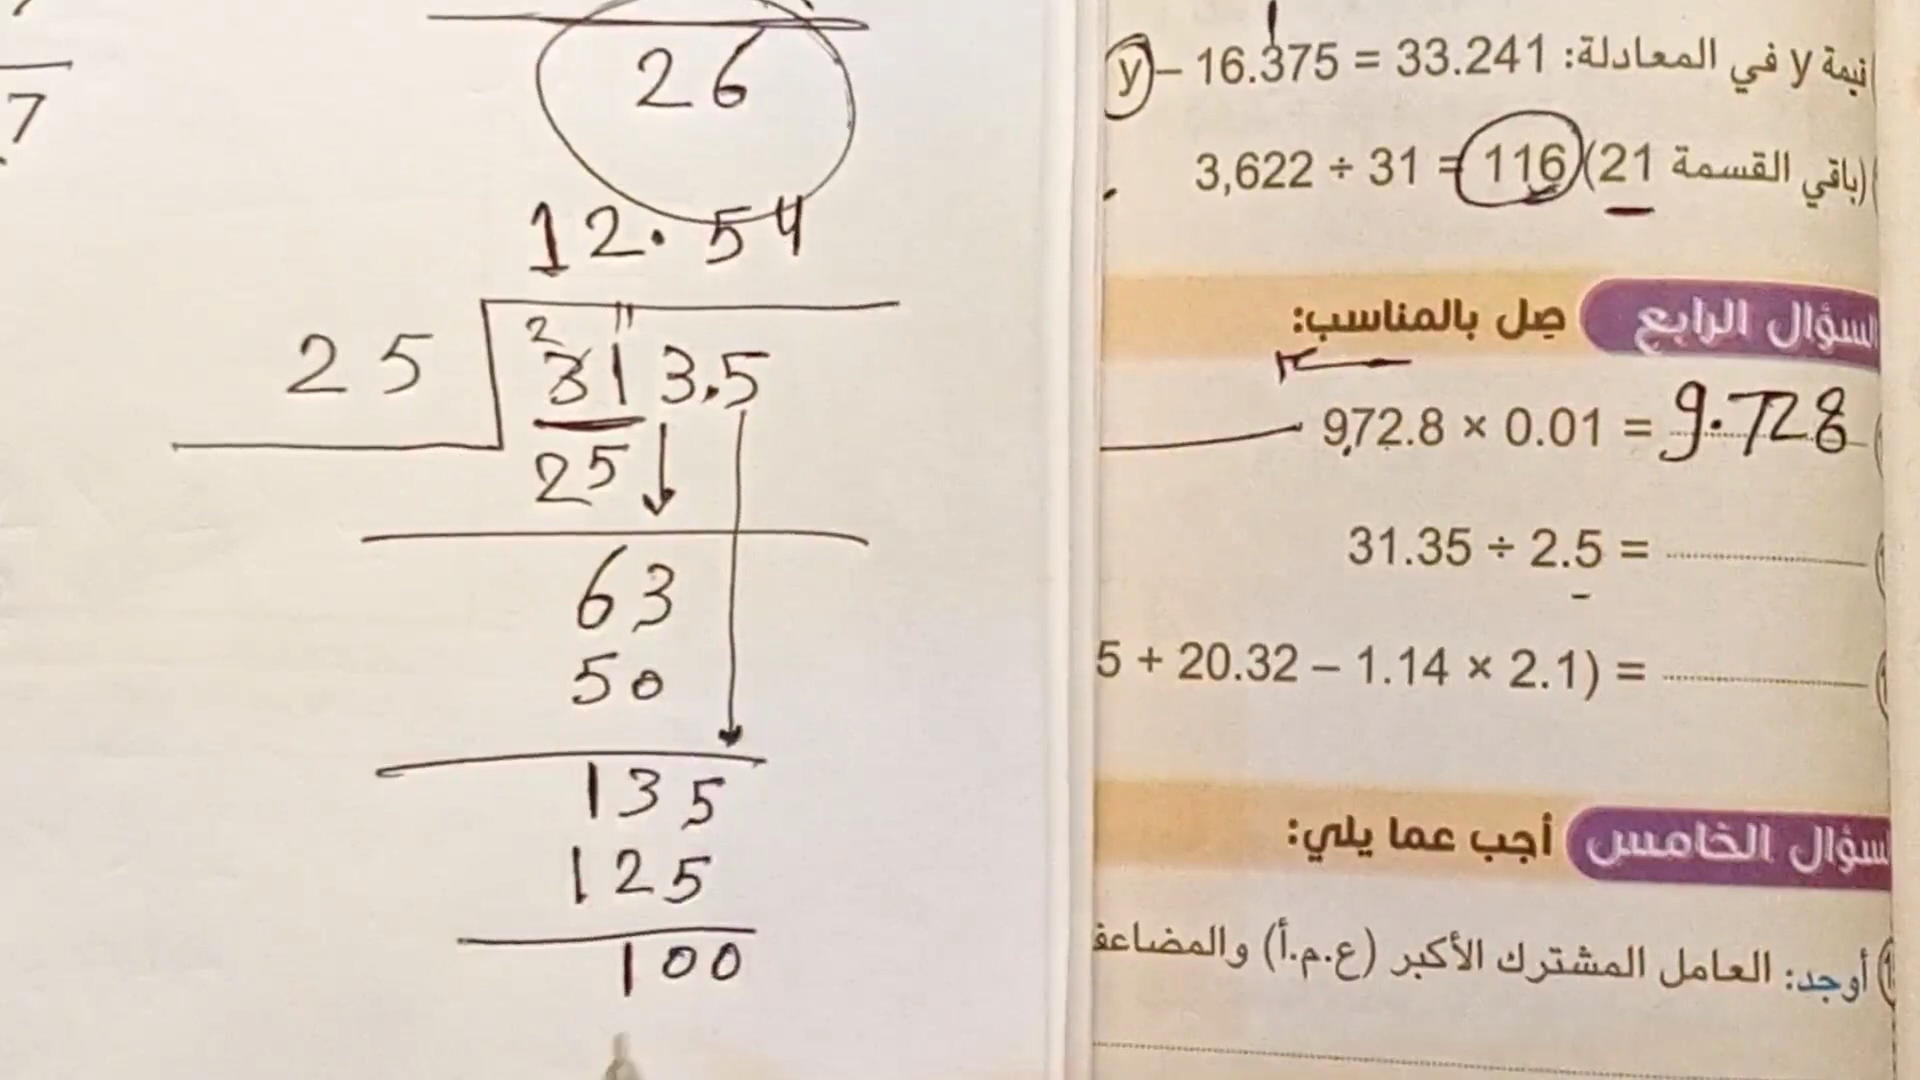 7
26
12.54
25
2
313.5
25
63
50
135
125
100
قيمة y في المعادلة: y – 16.375 = 33.241
3,622 ÷ 31 = 116 (باقي القسمة 21)
السؤال الرابع صِل بالمناسب:
972.8 × 0.01 = 9.728
31.35 ÷ 2.5 =
5 + 20.32 – 1.14 × 2.1) =
السؤال الخامس أجب عما يلي:
أوجد: العامل المشترك الأكبر (ع.م.أ)